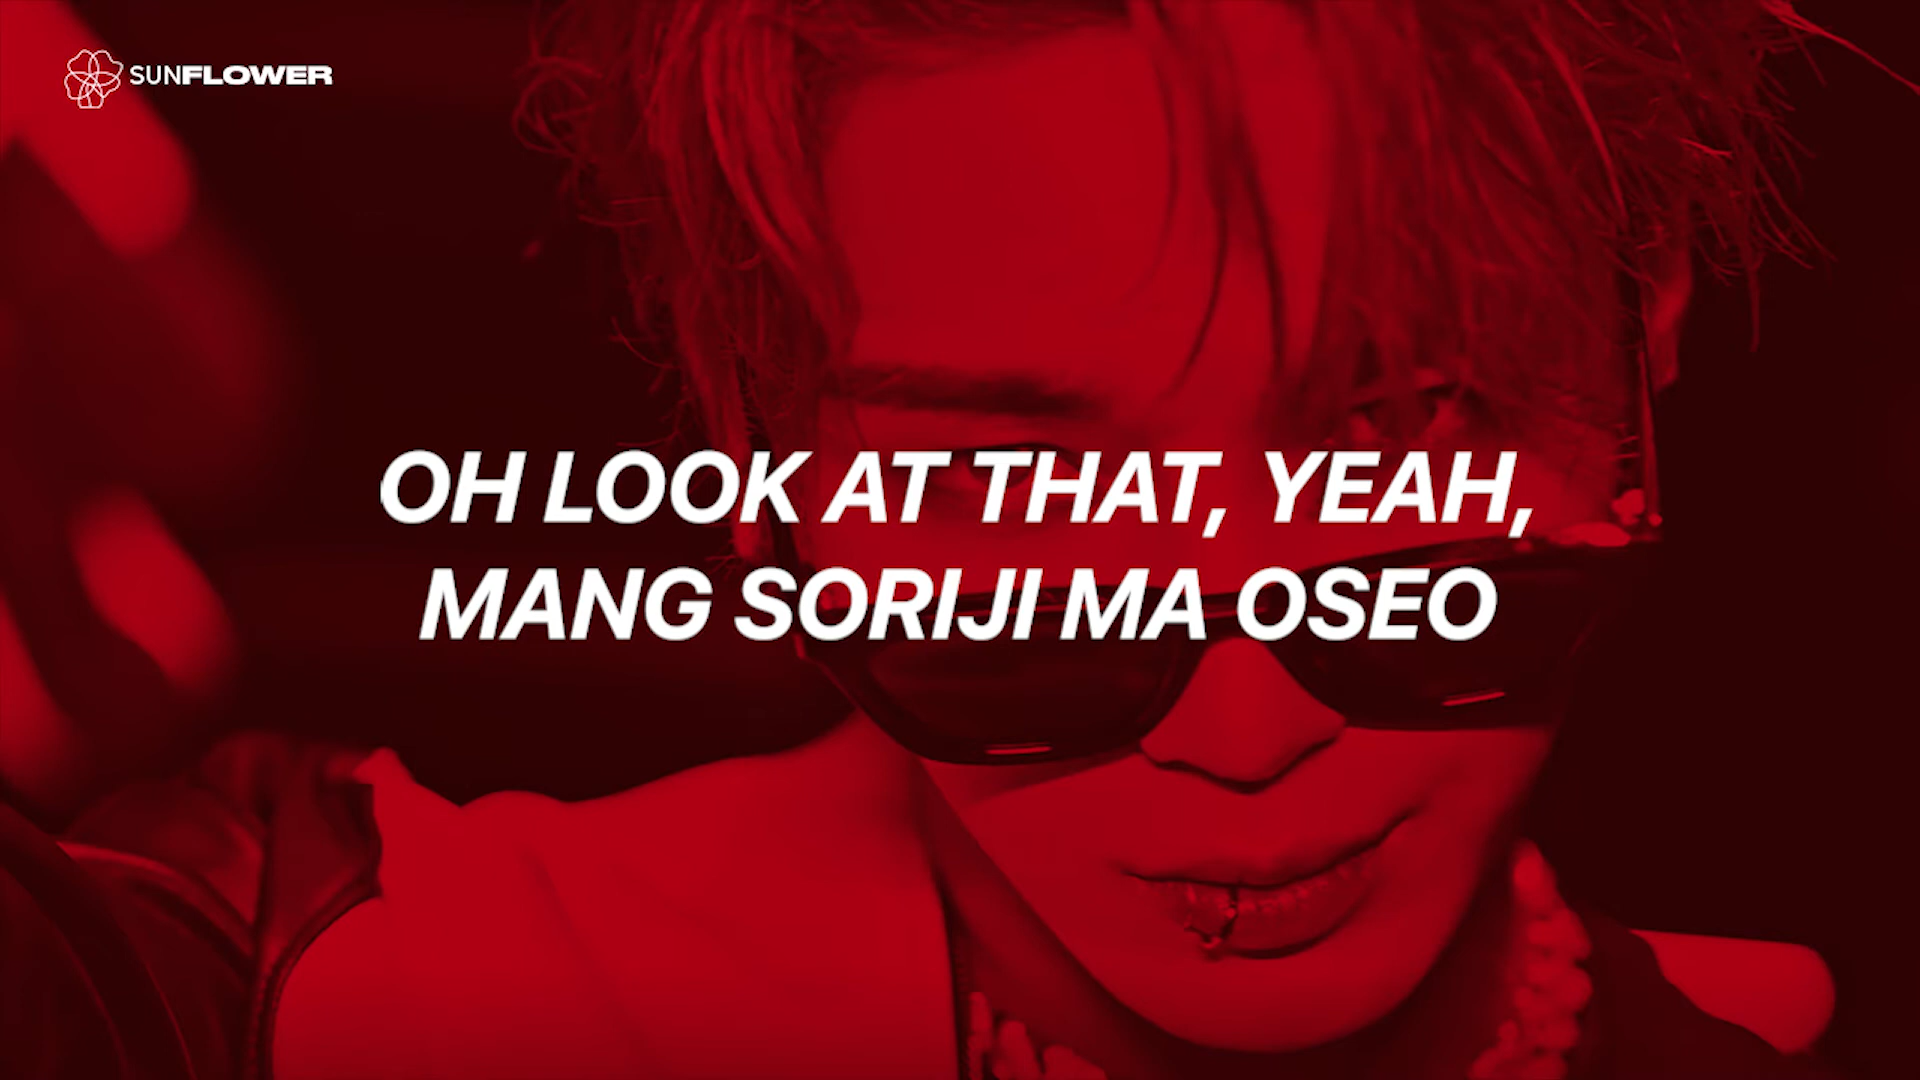 SUNFLOWER
OH LOOK AT THAT, YEAH,
MANG SORIJI MA OSEO